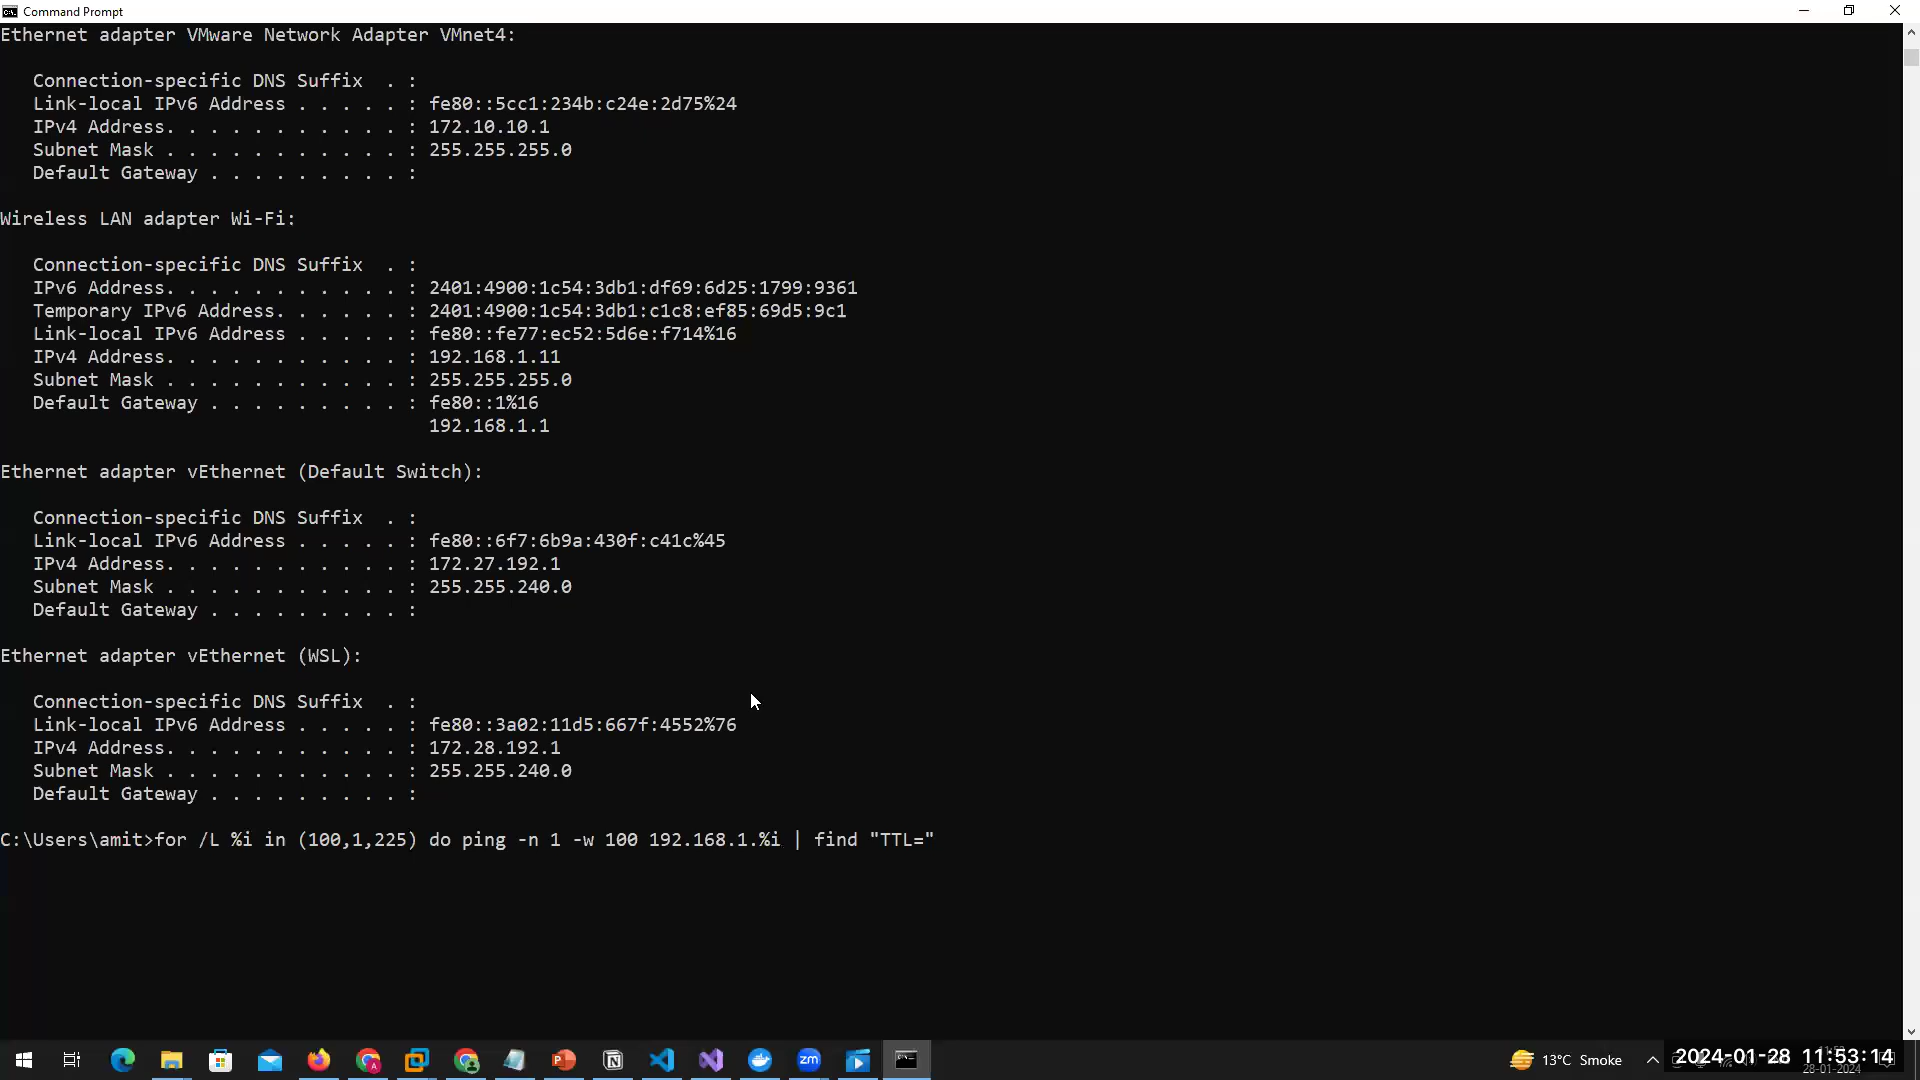 Command Prompt
Ethernet adapter VMware Network Adapter VMnet4:
Connection-specific DNS Suffix  . :
Link-local IPv6 Address . . . . . : fe80::5cc1:234b:c24e:2d75%24
IPv4 Address. . . . . . . . . . . : 172.10.10.1
Subnet Mask . . . . . . . . . . . : 255.255.255.0
Default Gateway . . . . . . . . . :
Wireless LAN adapter Wi-Fi:
Connection-specific DNS Suffix  . :
IPv6 Address. . . . . . . . . . . : 2401:4900:1c54:3db1:df69:6d25:1799:9361
Temporary IPv6 Address. . . . . . : 2401:4900:1c54:3db1:c1c8:ef85:69d5:9c1
Link-local IPv6 Address . . . . . : fe80::fe77:ec52:5d6e:f714%16
IPv4 Address. . . . . . . . . . . : 192.168.1.11
Subnet Mask . . . . . . . . . . . : 255.255.255.0
Default Gateway . . . . . . . . . : fe80::1%16
192.168.1.1
Ethernet adapter vEthernet (Default Switch):
Connection-specific DNS Suffix  . :
Link-local IPv6 Address . . . . . : fe80::6f7:6b9a:430f:c41c%45
IPv4 Address. . . . . . . . . . . : 172.27.192.1
Subnet Mask . . . . . . . . . . . : 255.255.240.0
Default Gateway . . . . . . . . . :
Ethernet adapter vEthernet (WSL):
Connection-specific DNS Suffix  . :
Link-local IPv6 Address . . . . . : fe80::3a02:11d5:667f:4552%76
IPv4 Address. . . . . . . . . . . : 172.28.192.1
Subnet Mask . . . . . . . . . . . : 255.255.240.0
Default Gateway . . . . . . . . . :
C:\Users\amit>for /L %i in (100,1,225) do ping -n 1 -w 100 192.168.1.%i | find "TTL="
13°C Smoke
2024-01-28 11:53:14
28-01-2024